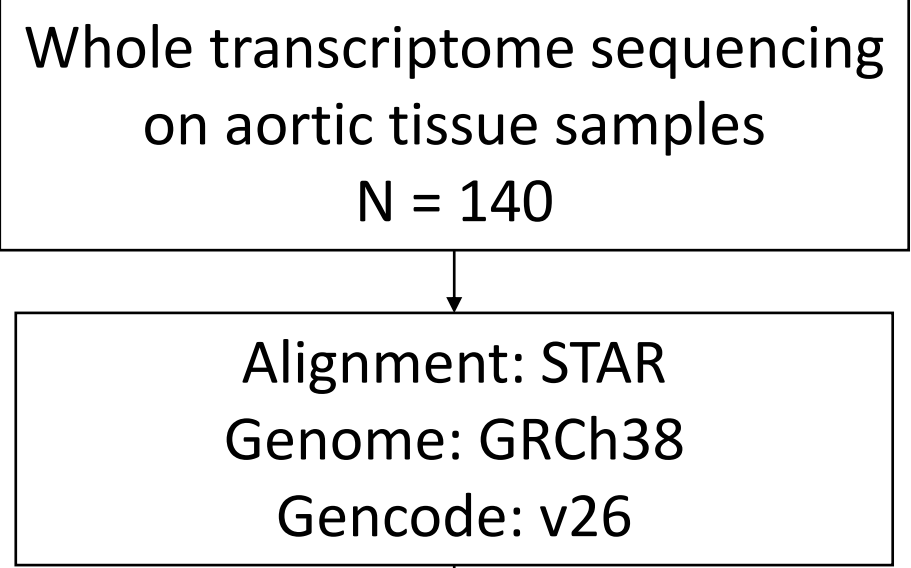 Whole transcriptome sequencing
on aortic tissue samples
N = 140
Alignment: STAR
Genome: GRCh38
Gencode: v26